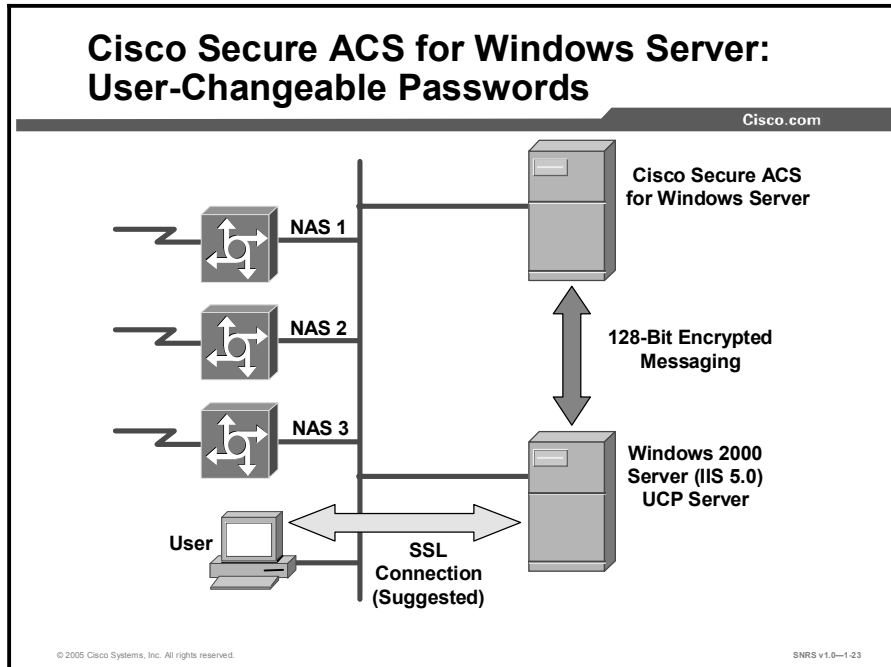 Cisco Secure ACS for Windows Server:
User-Changeable Passwords
Cisco.com
Cisco Secure ACS
for Windows Server
NAS 1
NAS 2
128-Bit Encrypted
Messaging
NAS 3
Windows 2000
Server (IIS 5.0)
UCP Server
User
SSL
Connection
(Suggested)
© 2005 Cisco Systems, Inc. All rights reserved.
SNRS v1.0—1-23